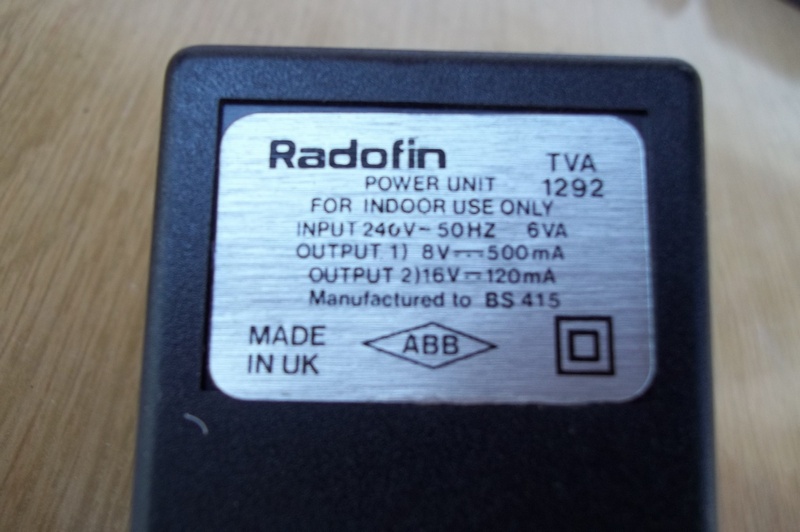 Radofin
TVA
1292
POWER UNIT
FOR INDOOR USE ONLY
INPUT 240V~50HZ 6VA
OUTPUT 1) 8V⎓500mA
OUTPUT 2)16V⎓120mA
Manufactured to BS 415
MADE
IN UK
ABB